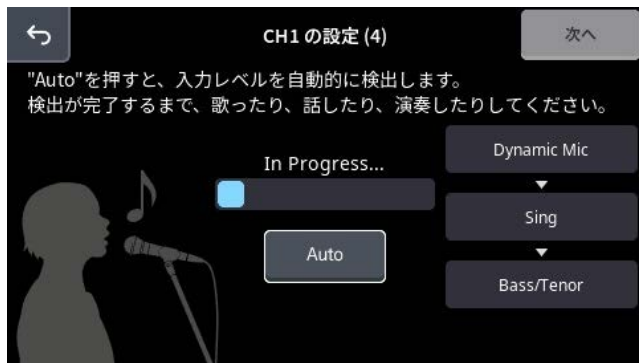 CH1 の設定 (4)
次へ
"Auto"を押すと、入力レベルを自動的に検出します。
検出が完了するまで、歌ったり、話したり、演奏したりしてください。
In Progress...
Auto
Dynamic Mic
Sing
Bass/Tenor